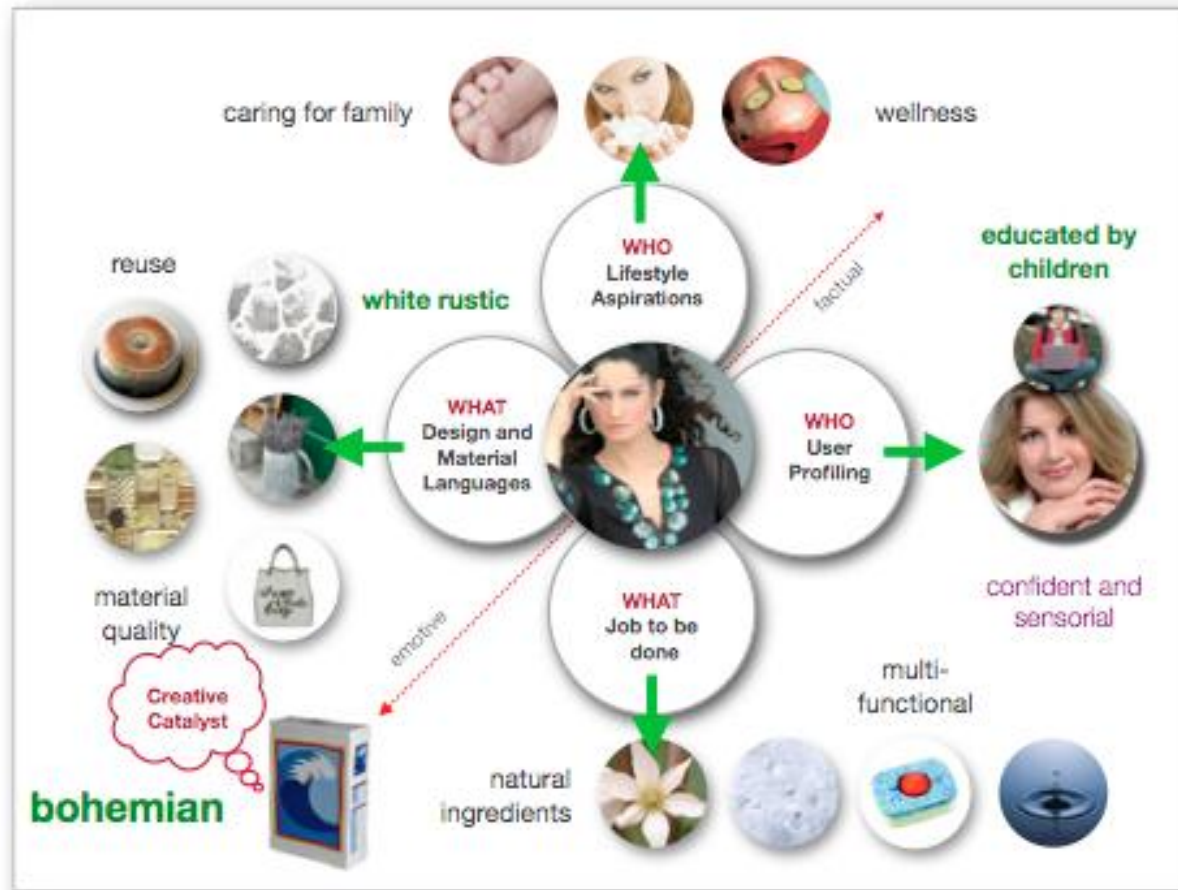 caring for family
wellness
WHO
Lifestyle
Aspirations
factual
educated by
children
reuse
white rustic
WHAT
Design and
Material
Languages
WHO
User
Profiling
material
quality
emotive
WHAT
Job to be
done
confident and
sensorial
Creative
Catalyst
multi-
functional
bohemian
natural
ingredients